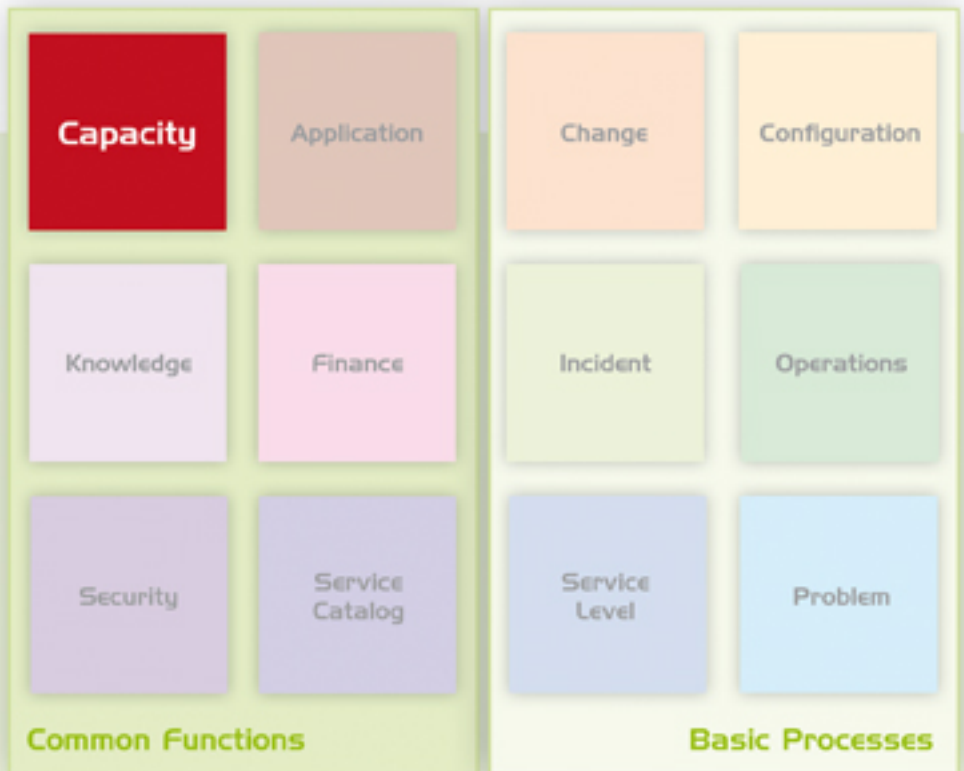 Capacity
Application
Change
Configuration
Knowledge
Finance
Incident
Operations
Security
Service
Catalog
Service
Level
Problem
Common Functions
Basic Processes